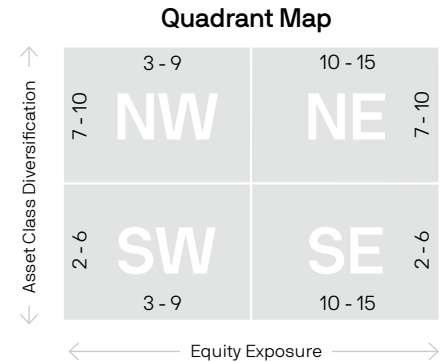 Quadrant Map
3 - 9
10 - 15
7 - 10
NW
NE
7 - 10
Asset Class Diversification
2 - 6
SW
SE
2 - 6
3 - 9
10 - 15
Equity Exposure